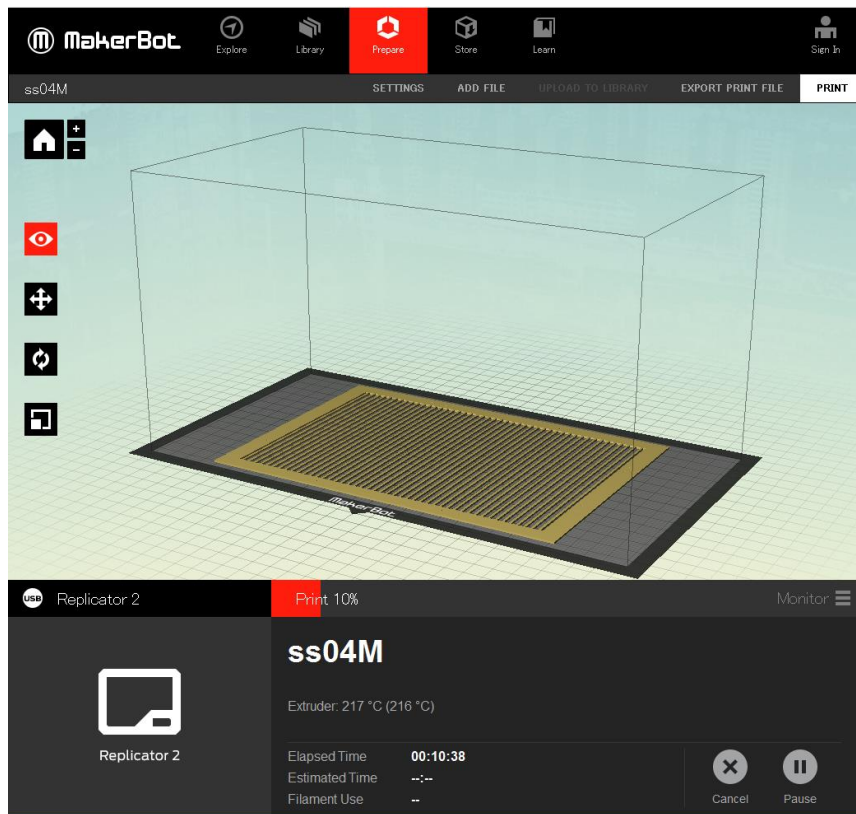 MakerBot
Explore
Library
Prepare
Store
Learn
Sign In
ss04M
SETTINGS
ADD FILE
UPLOAD TO LIBRARY
EXPORT PRINT FILE
PRINT
+
-
MakerBot
USB
Replicator 2
Print 10%
Monitor
ss04M
Extruder: 217 °C (216 °C)
Replicator 2
Elapsed Time 00:10:38
Estimated Time --:--
Filament Use --
Cancel
Pause